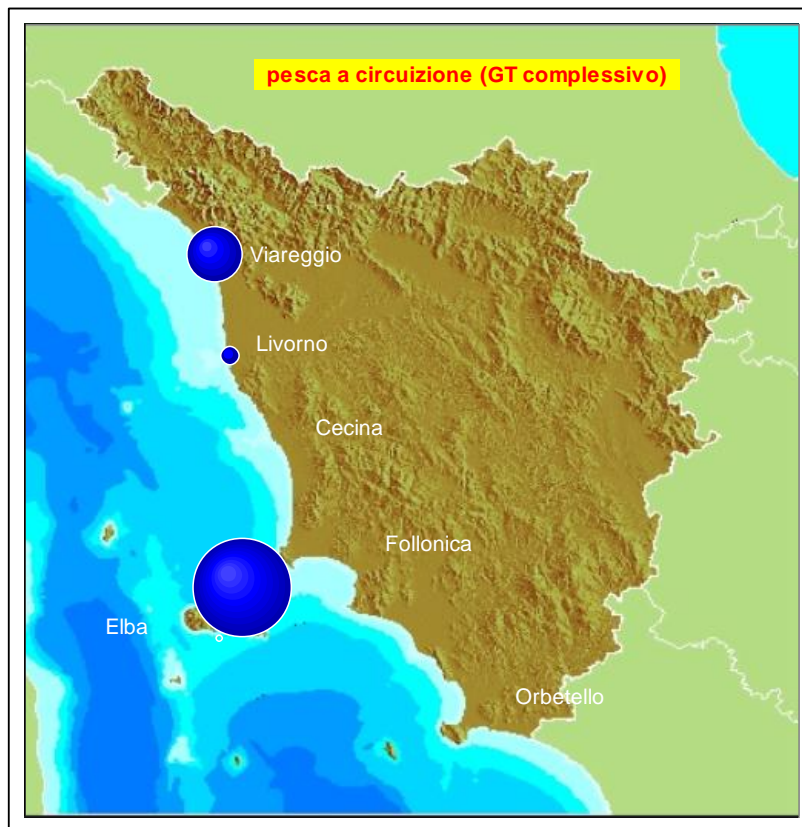 pesca a circuizione (GT complessivo)
Viareggio
Livorno
Cecina
Follonica
Elba
Orbetello